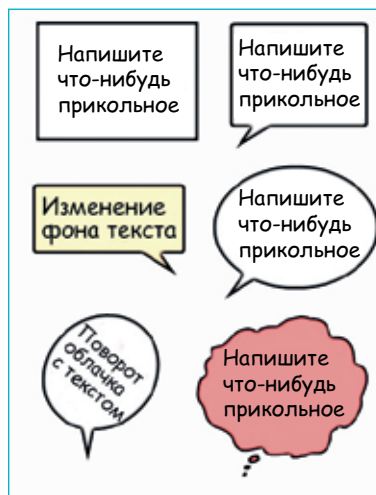 Напишите
что-нибудь
прикольное
Напишите
что-нибудь
прикольное
Изменение
фона текста
Напишите
что-нибудь
прикольное
Поворот
облачка
с текстом
Напишите
что-нибудь
прикольное